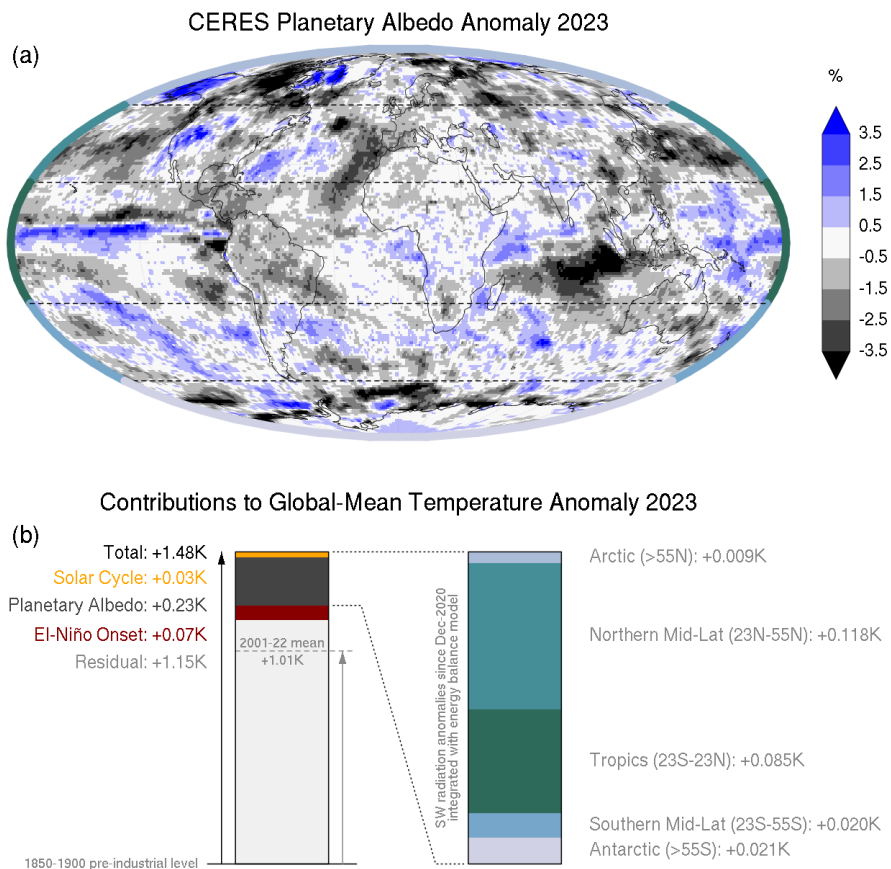 CERES Planetary Albedo Anomaly 2023
(a)
%
3.5
2.5
1.5
0.5
-0.5
-1.5
-2.5
-3.5
Contributions to Global-Mean Temperature Anomaly 2023
(b)
Total: +1.48K
Solar Cycle: +0.03K
Planetary Albedo: +0.23K
El-Niño Onset: +0.07K
Residual: +1.15K
2001-22 mean
+1.01K
1850-1900 pre-industrial level
SW radiation anomalies since Dec-2020
integrated with energy balance model
Arctic (>55N): +0.009K
Northern Mid-Lat (23N-55N): +0.118K
Tropics (23S-23N): +0.085K
Southern Mid-Lat (23S-55S): +0.020K
Antarctic (>55S): +0.021K